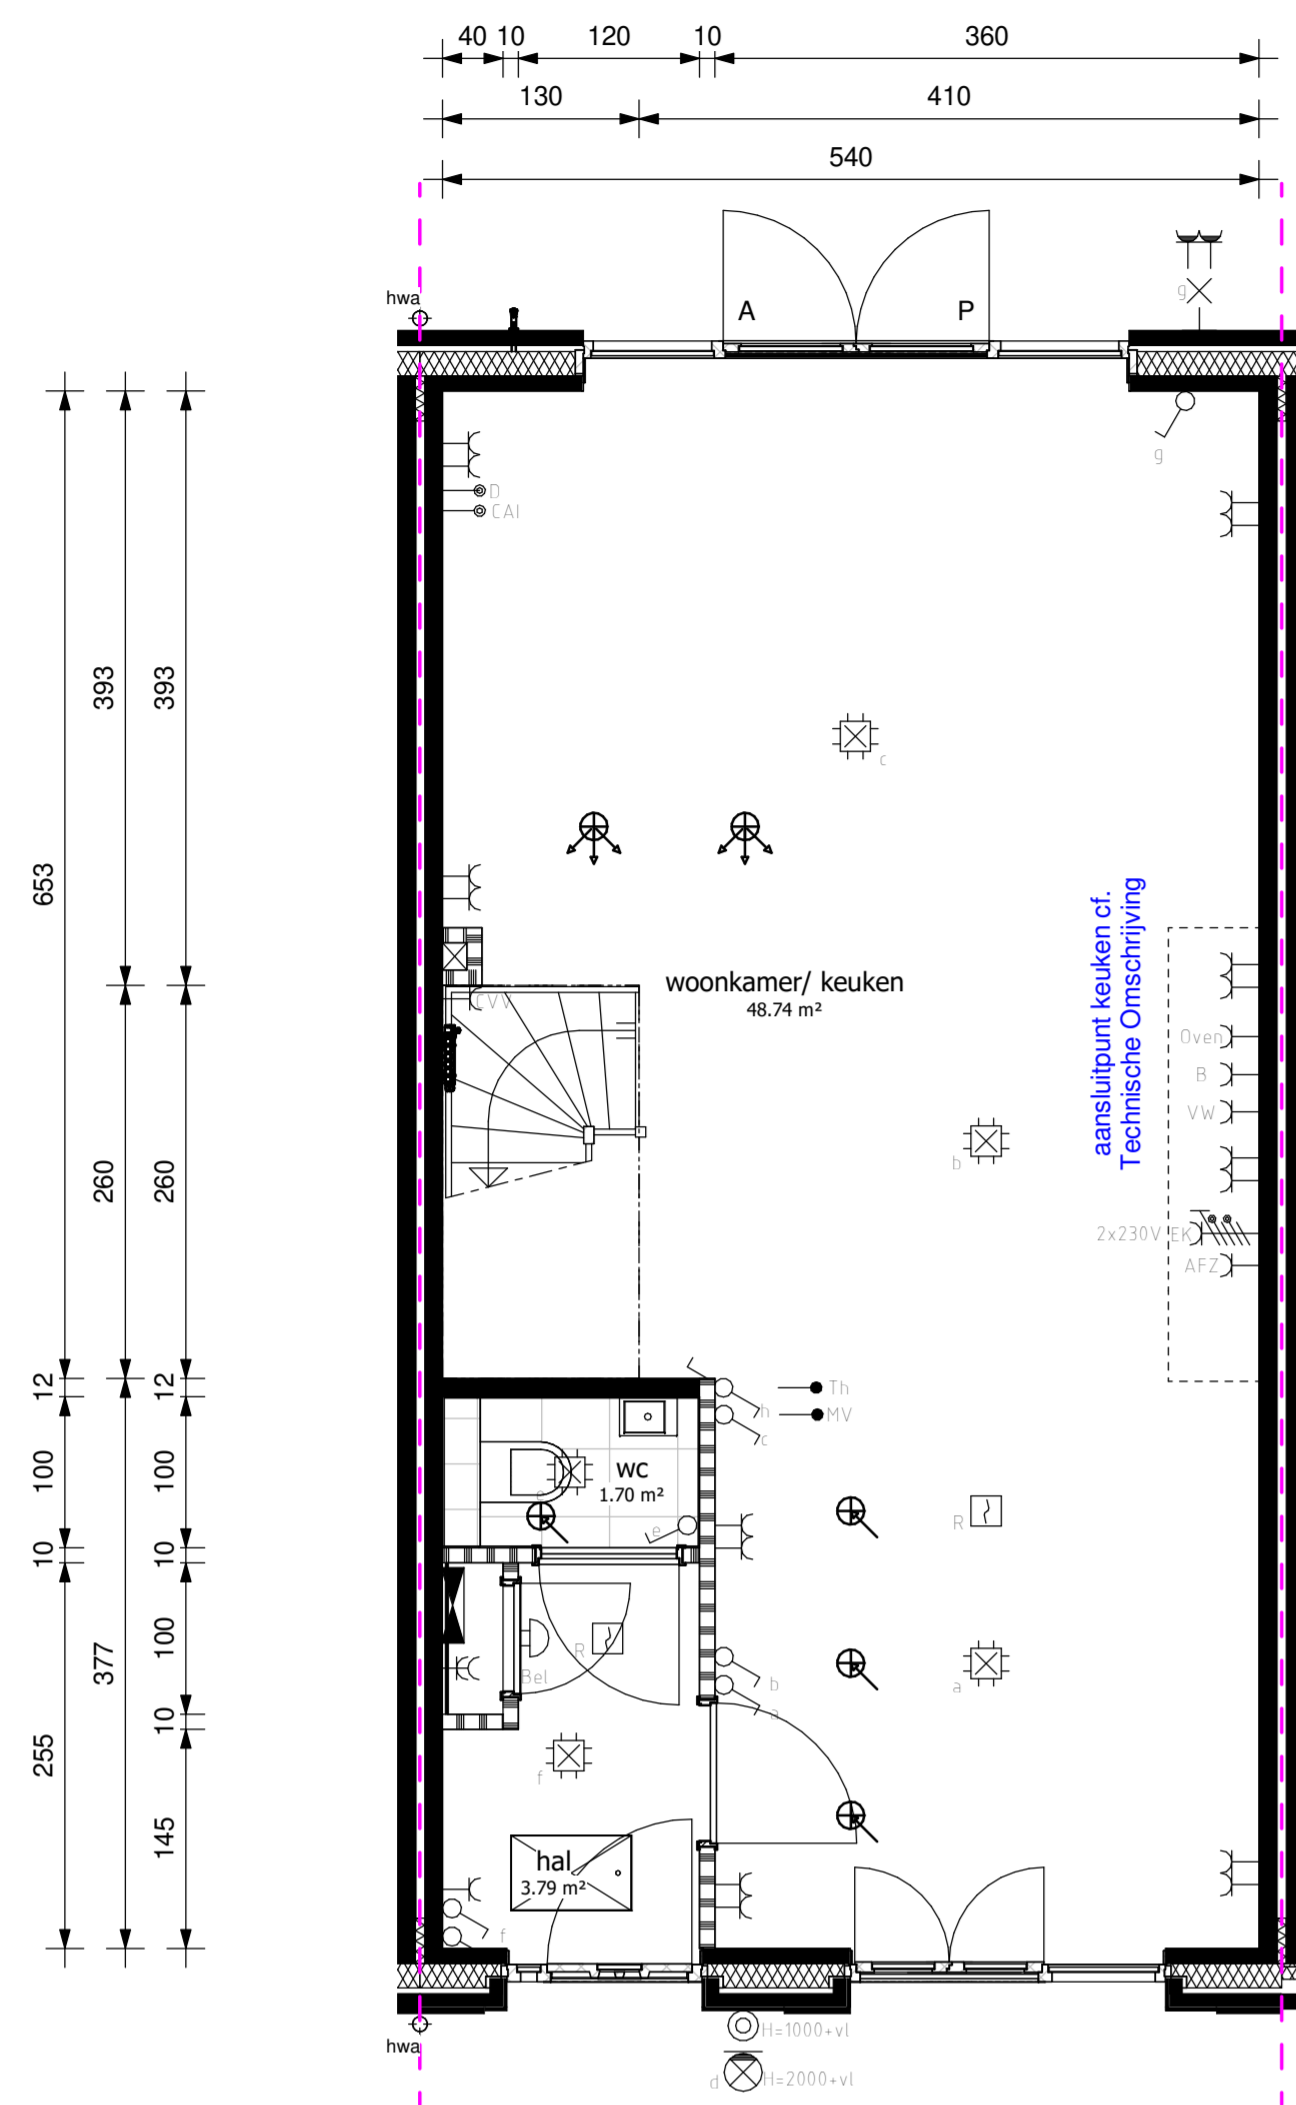 40 10 120 10 360
130 410
540
hwa
A P
g
g
D
CAI
393 393
c
653
aansluitpunt keuken cf.
Technische Omschrijving
woonkamer/ keuken
48.74 m²
CVV
Oven
B
VW
b
260 260
2x230V EK
AFZ
12 12
Th
h
MV
c
100 100
wc
1.70 m²
e
e
R
10 10
377
100
R
Bel
b
a
a
10
255
f
145
hal
3.79 m²
f
H=1000+vl
hwa
d H=2000+vl